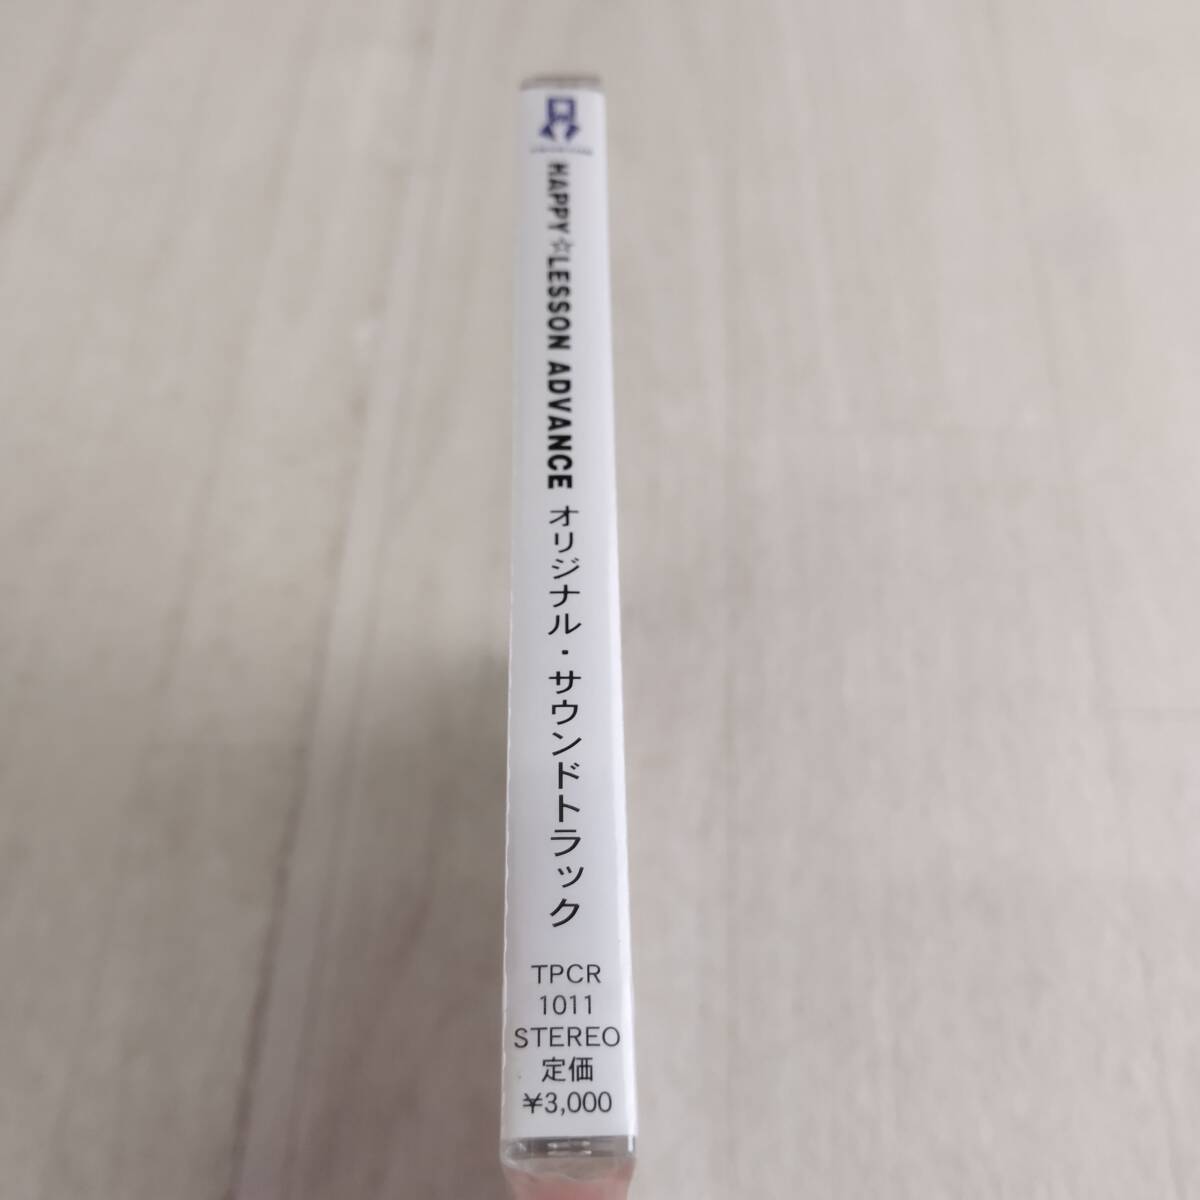 HAPPY☆LESSON ADVANCE オリジナル・サウンドトラック
TPCR
1011
STEREO
定価
¥3,000